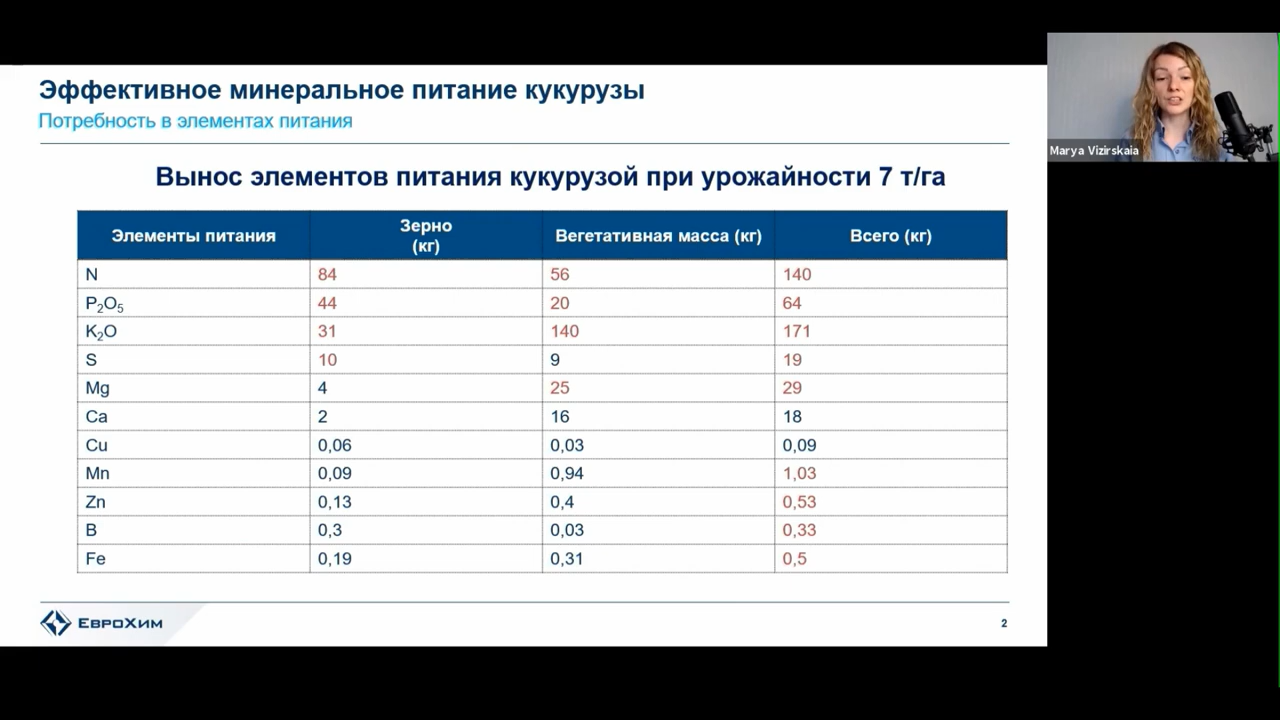 Эффективное минеральное питание кукурузы
Потребность в элементах питания
Marya Vizirskaia
Вынос элементов питания кукурузой при урожайности 7 т/га
Элементы питания Зерно (кг) Вегетативная масса (кг) Всего (кг)
N 84 56 140
P₂O₅ 44 20 64
K₂O 31 140 171
S 10 9 19
Mg 4 25 29
Ca 2 16 18
Cu 0,06 0,03 0,09
Mn 0,09 0,94 1,03
Zn 0,13 0,4 0,53
B 0,3 0,03 0,33
Fe 0,19 0,31 0,5
ЕВРОХИМ
2